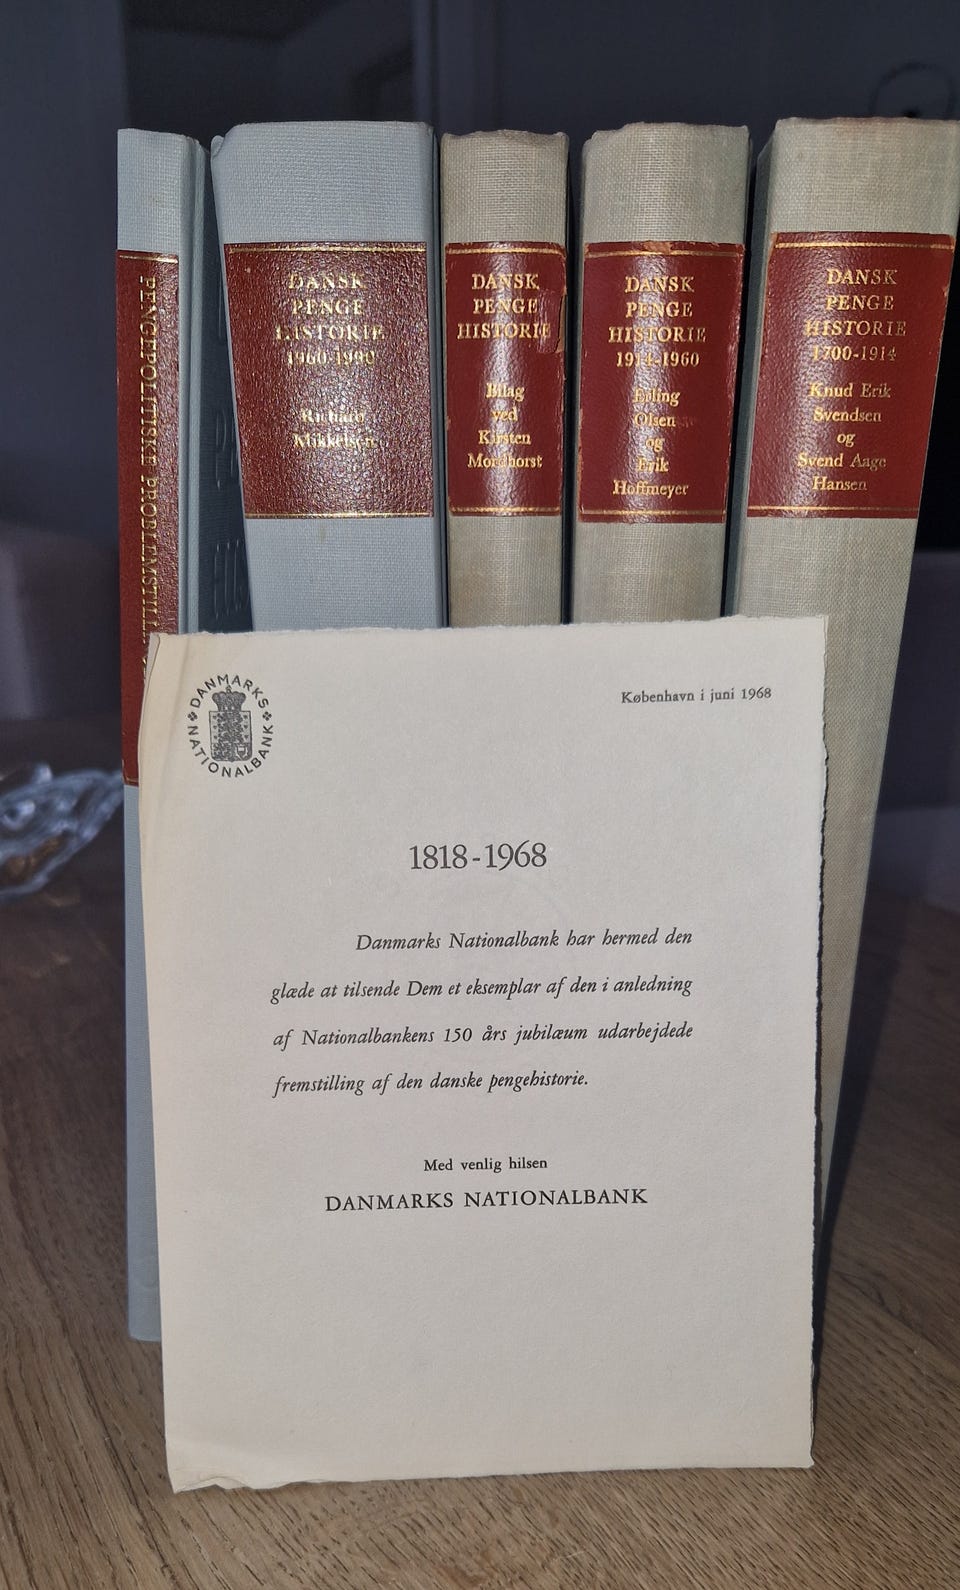 PENGEPOLITISKE
DANSK
PENGE
HISTORIE
1960-1990
Richard
Mikkelsen
DANSK
PENGE
HISTORIE
Bilag
ved
Kirsten
Mordhorst
DANSK
PENGE
HISTORIE
1914-1960
Erling
Olsen
og
Erik
Hoffmeyer
DANSK
PENGE
HISTORIE
1700-1914
Knud Erik
Svendsen
og
Svend Aage
Hansen
DANMARKS
NATIONALBANK
København i juni 1968
1818-1968
Danmarks Nationalbank har hermed den
glæde at tilsende Dem et eksemplar af den i anledning
af Nationalbankens 150 års jubilæum udarbejdede
fremstilling af den danske pengehistorie.
Med venlig hilsen
DANMARKS NATIONALBANK